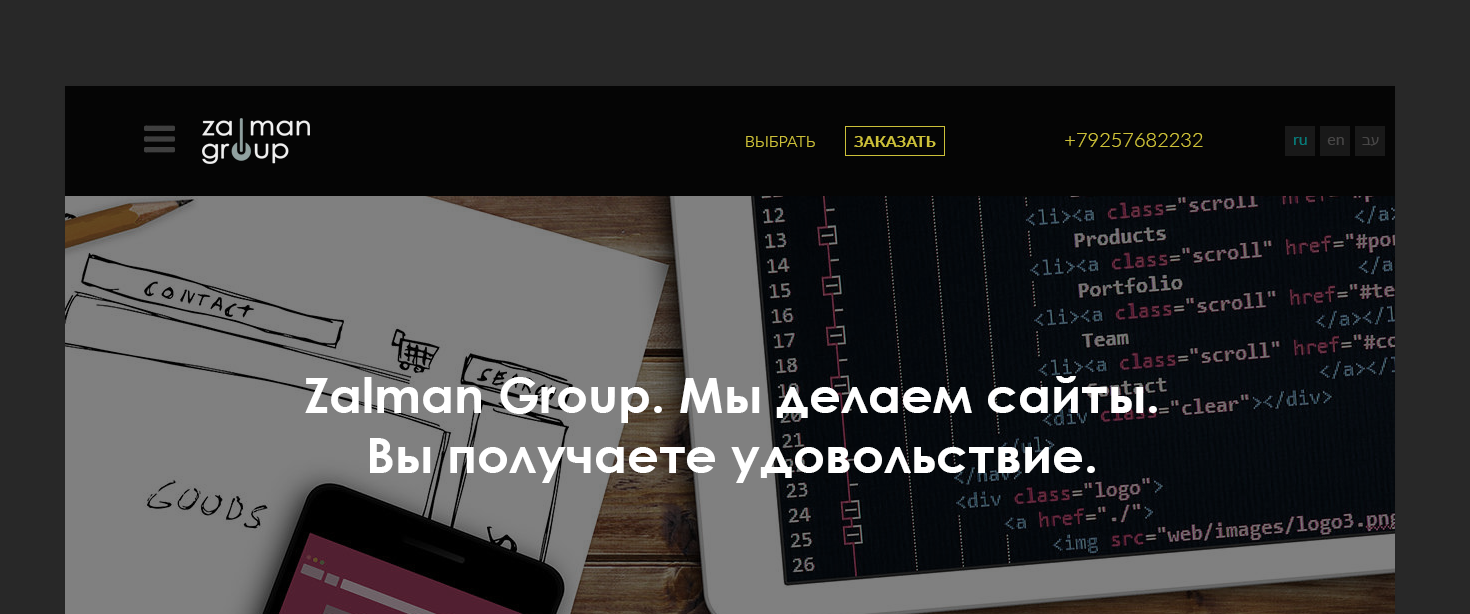 zalman
group
ВЫБРАТЬ
ЗАКАЗАТЬ
+79257682232
ru
en
עב
CONTACT
SEARCH
GOODS
Zalman Group. Мы делаем сайты.
Вы получаете удовольствие.
12
<li><a class="scroll" href="#p
</a>
13
Products
<li><a class="scroll" href="#pou
14
</a
15
Portfolio
<li><a class="scroll" href="#te
16
</a></l
17
Team
<li><a class="scroll" href="#co
18
</a></l
19
Contact
20
<div class="clear"></div>
21
</ul>
</nav>
23
<div class="logo">
24
<a href="./">
25
<img src="web/images/logo3.png
26